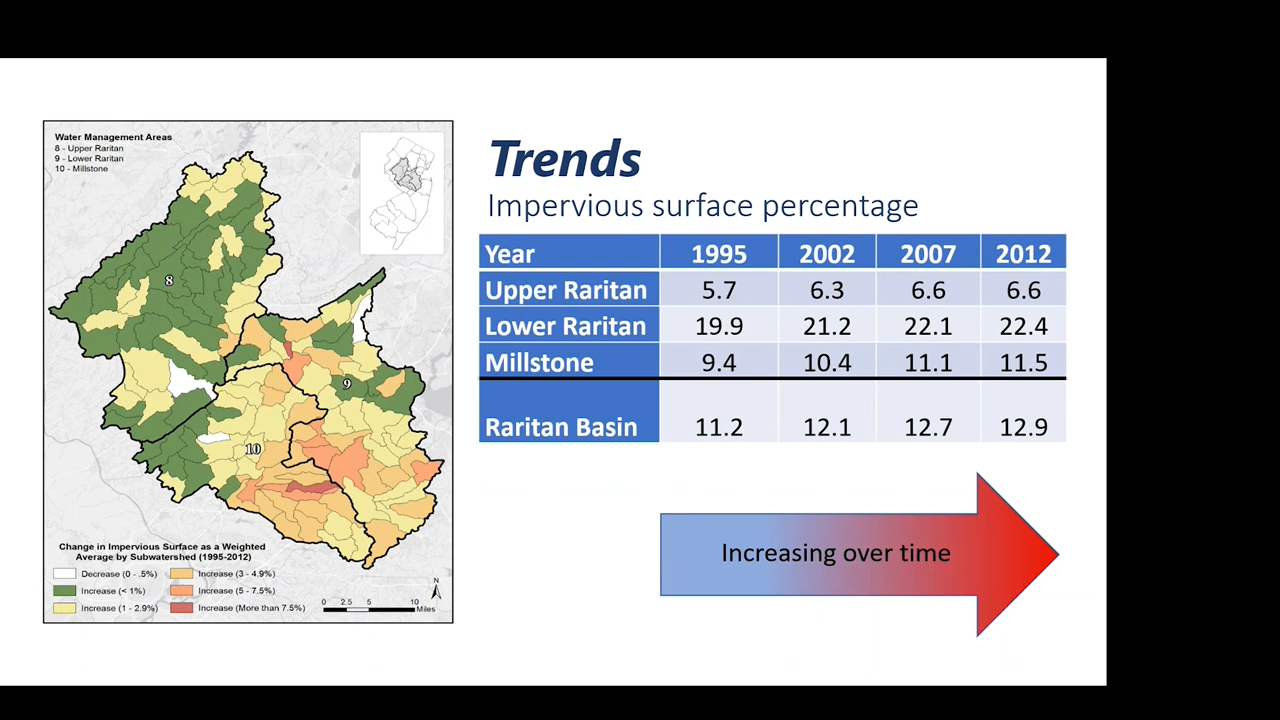 Water Management Areas
8 - Upper Raritan
9 - Lower Raritan
10 - Millstone
8
9
10
Change in Impervious Surface as a Weighted
Average by Subwatershed (1995-2012)
Decrease (0 - .5%)
Increase (< 1%)
Increase (1 - 2.9%)
Increase (3 - 4.9%)
Increase (5 - 7.5%)
Increase (More than 7.5%)
N
0 2.5 5 10
Miles
Trends
Impervious surface percentage
Year 1995 2002 2007 2012
Upper Raritan 5.7 6.3 6.6 6.6
Lower Raritan 19.9 21.2 22.1 22.4
Millstone 9.4 10.4 11.1 11.5
Raritan Basin 11.2 12.1 12.7 12.9
Increasing over time